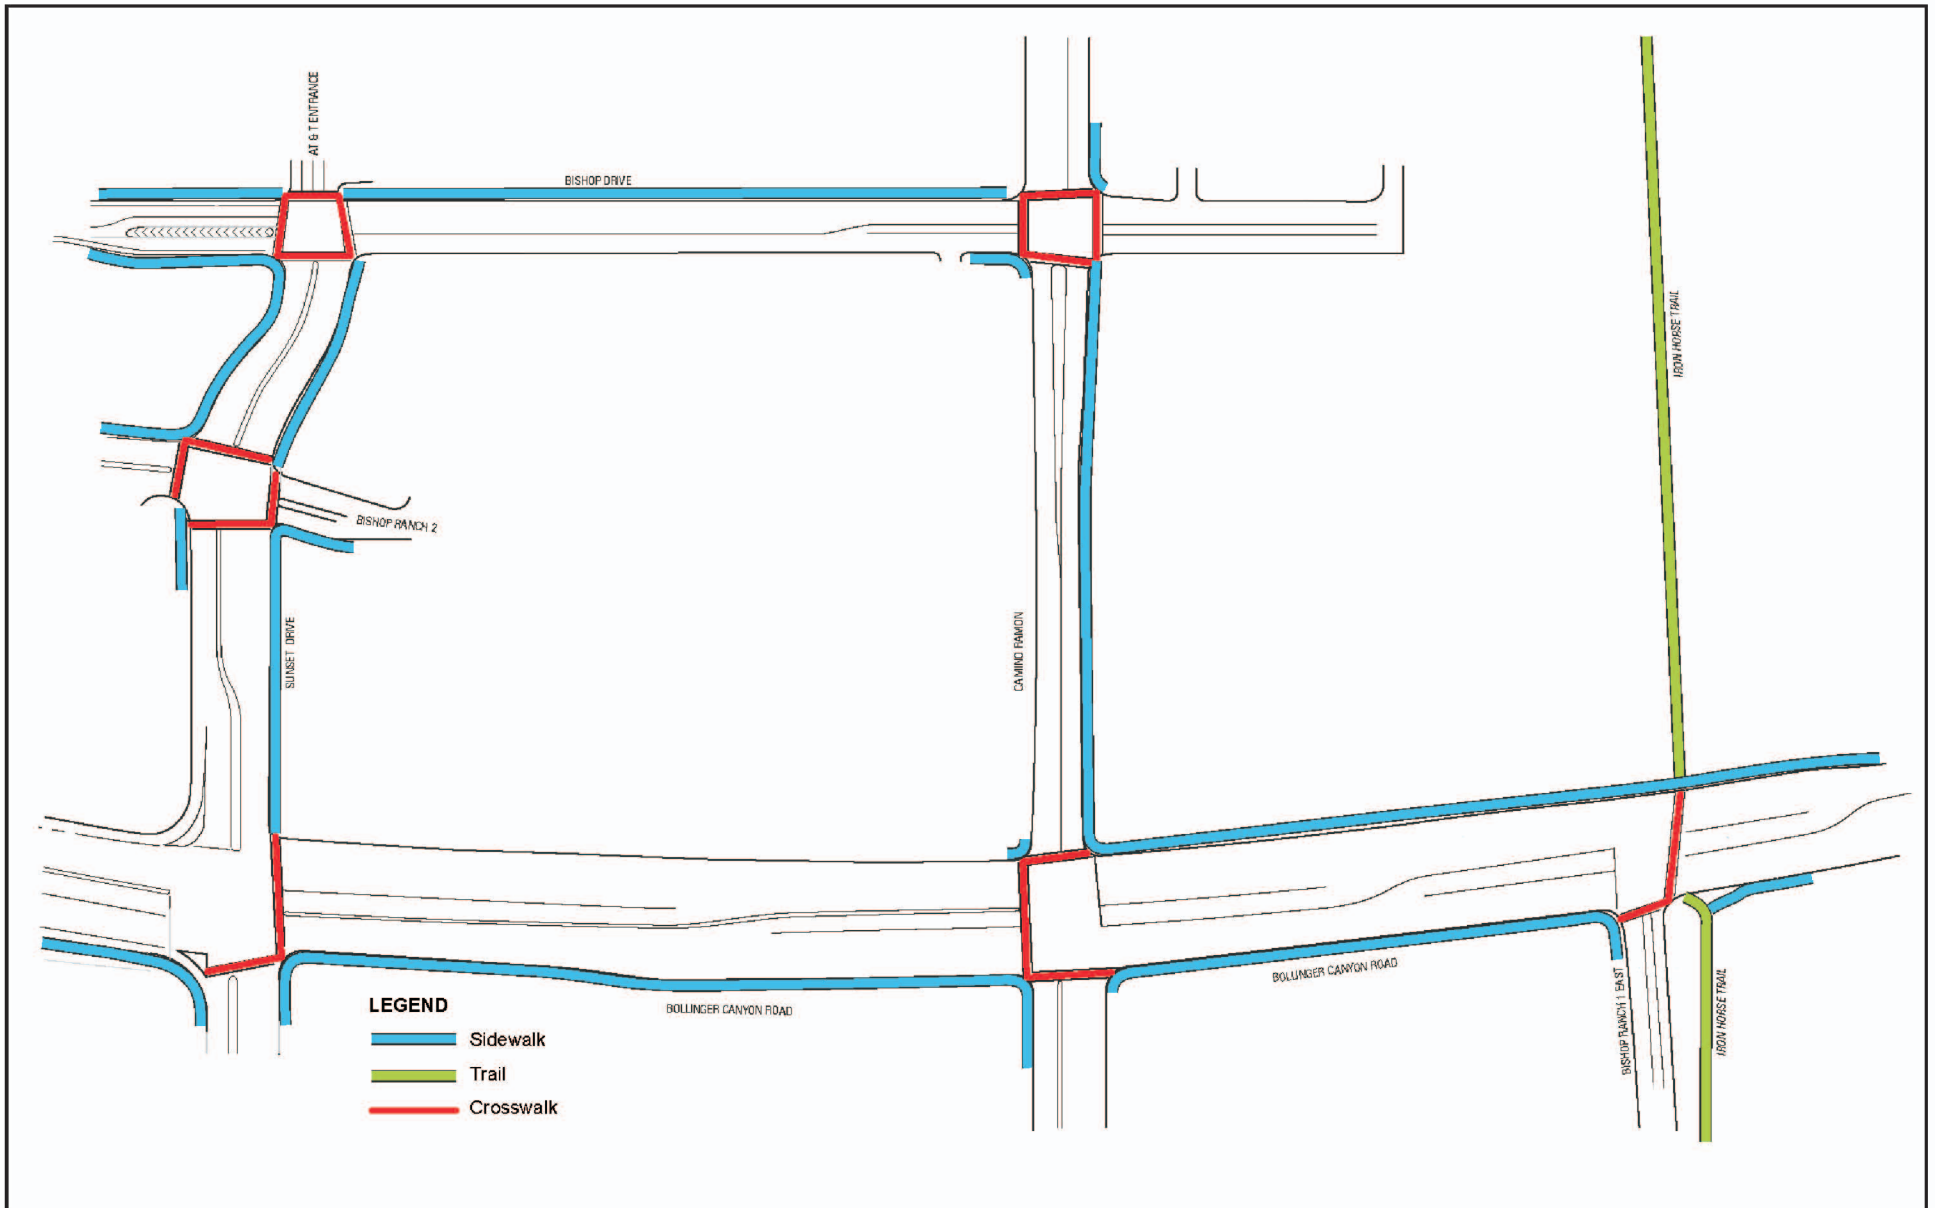 AT & T ENTRANCE
BISHOP DRIVE
IRON HORSE TRAIL
BISHOP RANCH 2
SUNSET DRIVE
CAMINO RAMON
BOLLINGER CANYON ROAD
BOLLINGER CANYON ROAD
BISHOP RANCH 1 EAST
IRON HORSE TRAIL
LEGEND
Sidewalk
Trail
Crosswalk